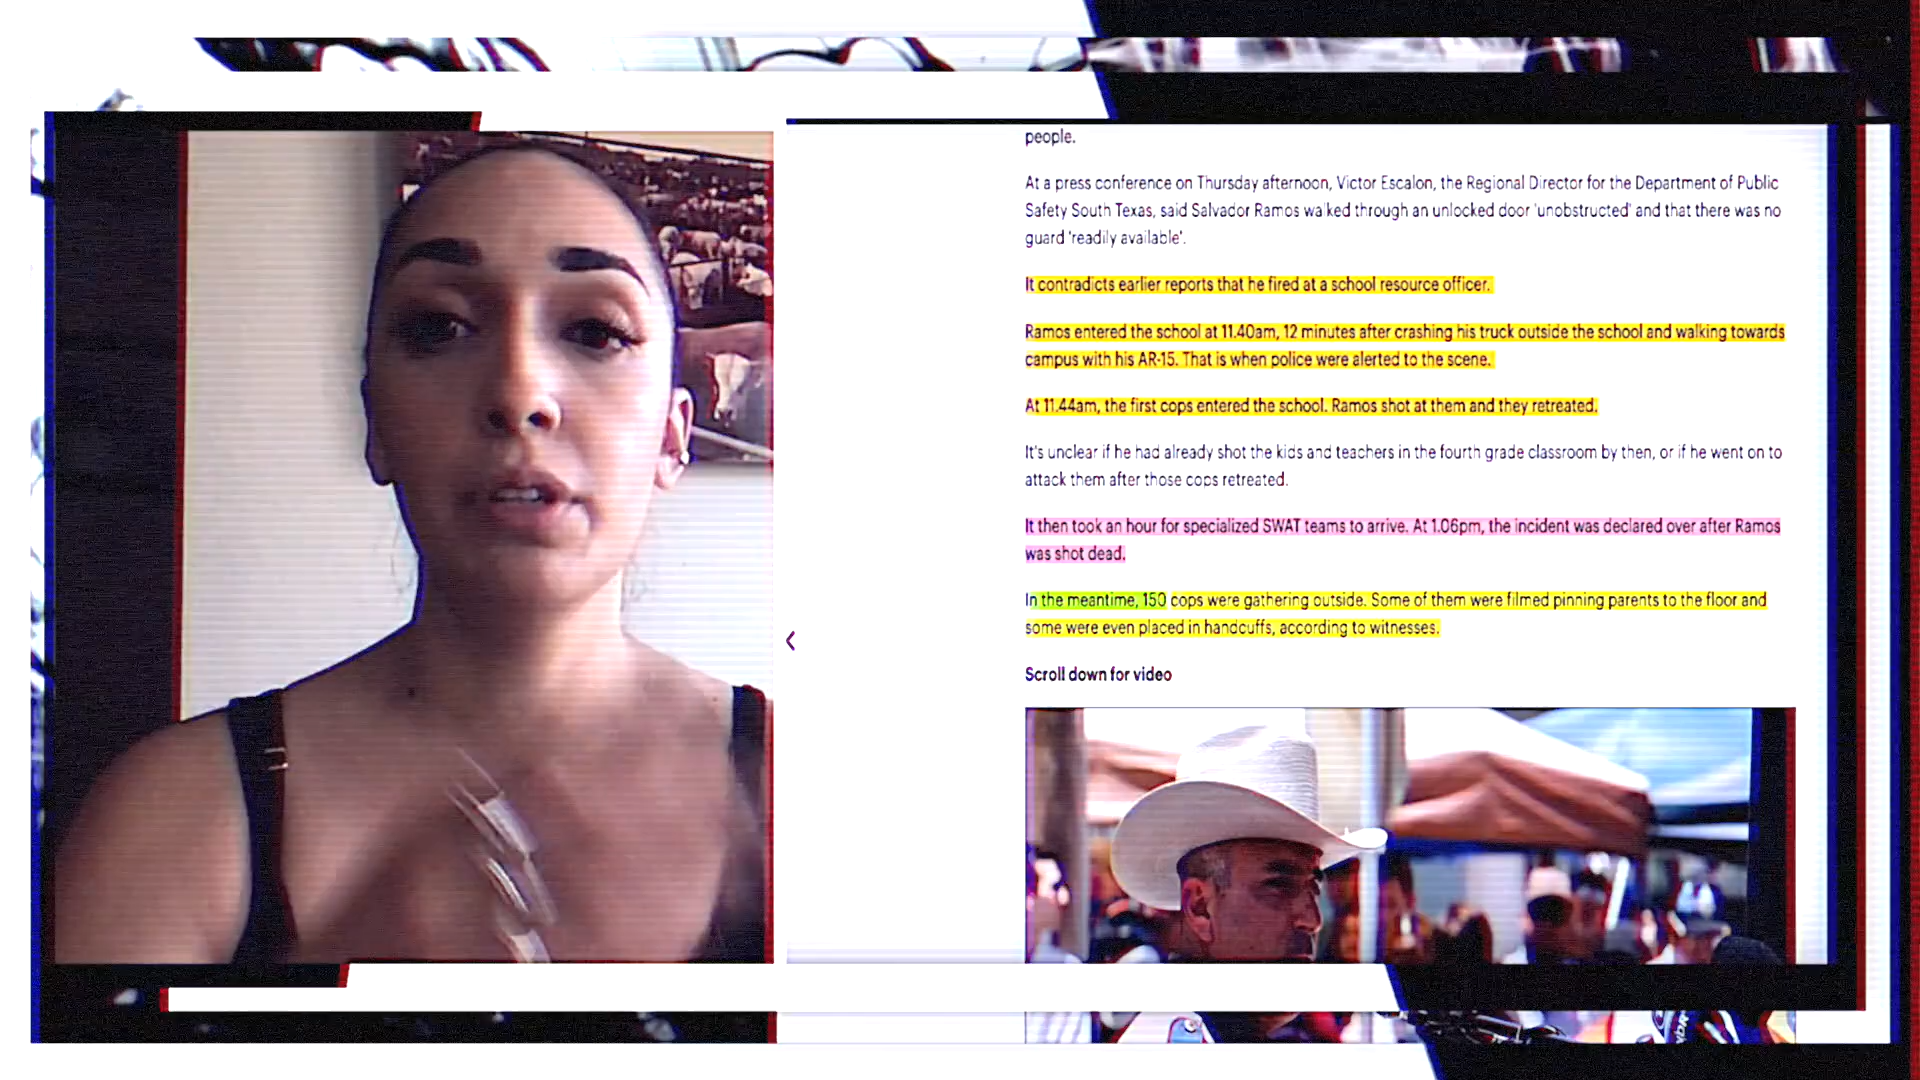 people.
At a press conference on Thursday afternoon, Victor Escalon, the Regional Director for the Department of Public
Safety South Texas, said Salvador Ramos walked through an unlocked door 'unobstructed' and that there was no
guard 'readily available'.
It contradicts earlier reports that he fired at a school resource officer.
Ramos entered the school at 11.40am, 12 minutes after crashing his truck outside the school and walking towards
campus with his AR-15. That is when police were alerted to the scene.
At 11.44am, the first cops entered the school. Ramos shot at them and they retreated.
It's unclear if he had already shot the kids and teachers in the fourth grade classroom by then, or if he went on to
attack them after those cops retreated.
It then took an hour for specialized SWAT teams to arrive. At 1.06pm, the incident was declared over after Ramos
was shot dead.
In the meantime, 150 cops were gathering outside. Some of them were filmed pinning parents to the floor and
some were even placed in handcuffs, according to witnesses.
Scroll down for video